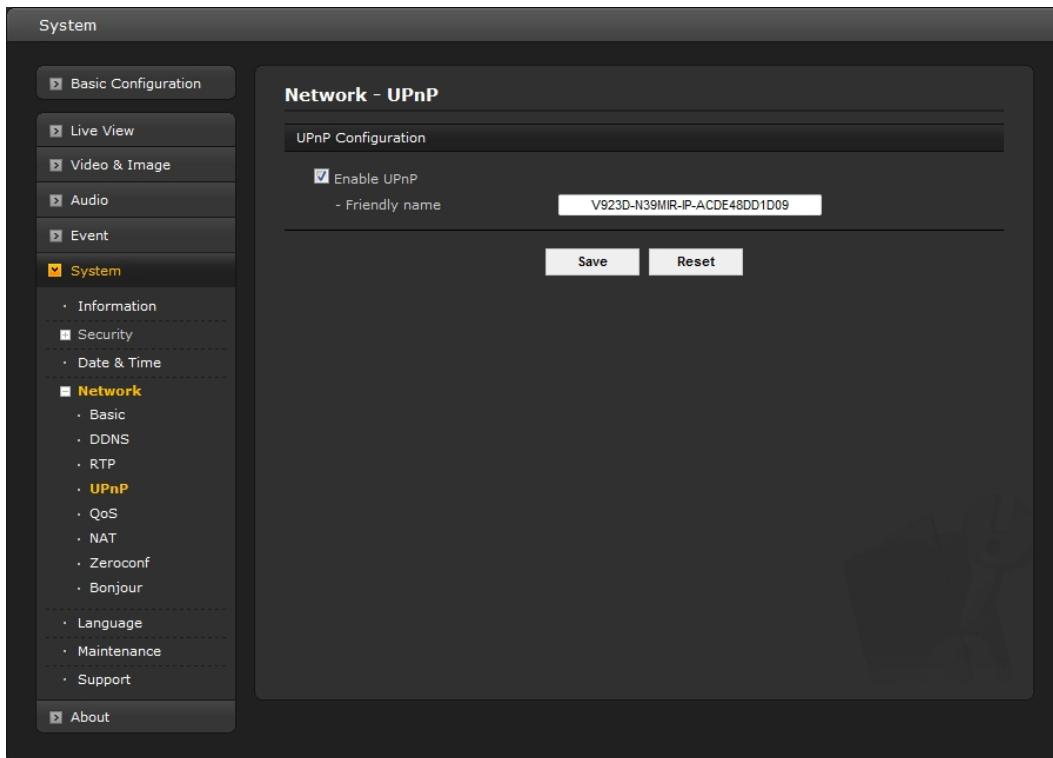 System
Basic Configuration
Live View
Video & Image
Audio
Event
System
· Information
Security
· Date & Time
Network
· Basic
· DDNS
· RTP
· UPnP
· QoS
· NAT
· Zeroconf
· Bonjour
· Language
· Maintenance
· Support
About
Network - UPnP
UPnP Configuration
Enable UPnP
- Friendly name
V923D-N39MIR-IP-ACDE48DD1D09
Save
Reset